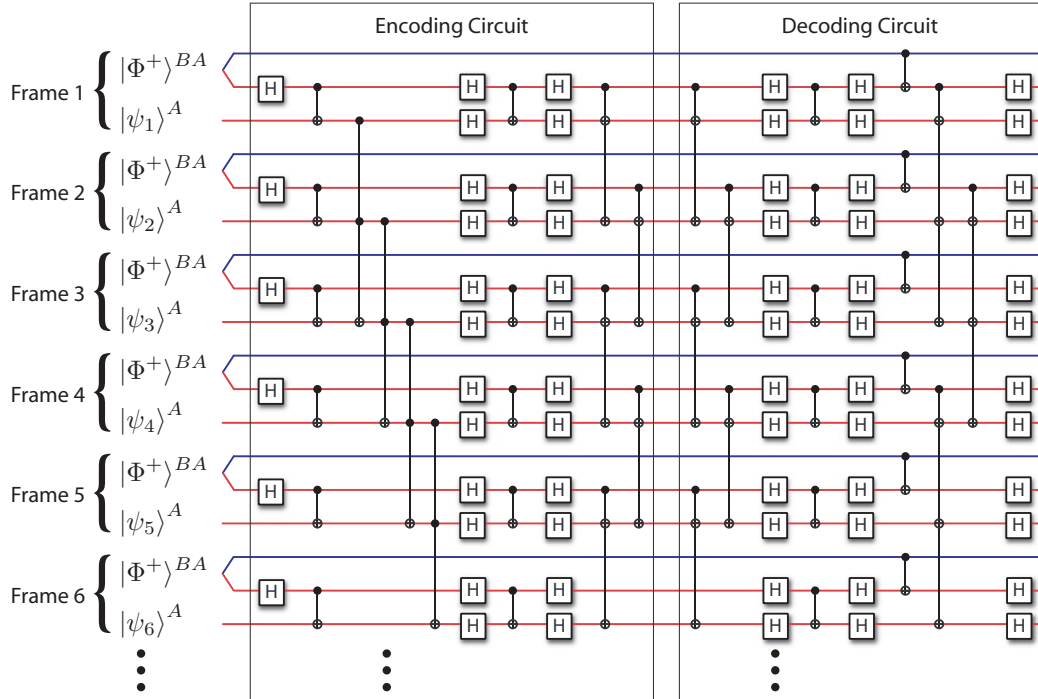 Encoding Circuit Decoding Circuit
Frame 1 { |Φ⁺⟩^{BA}
|ψ₁⟩^A
Frame 2 { |Φ⁺⟩^{BA}
|ψ₂⟩^A
Frame 3 { |Φ⁺⟩^{BA}
|ψ₃⟩^A
Frame 4 { |Φ⁺⟩^{BA}
|ψ₄⟩^A
Frame 5 { |Φ⁺⟩^{BA}
|ψ₅⟩^A
Frame 6 { |Φ⁺⟩^{BA}
|ψ₆⟩^A
H H H H H H
H H H H
H H H H H H
H H H H
H H H H H H
H H H H
H H H H H H
H H H H
H H H H H H
H H H H
H H H H H H
H H H H